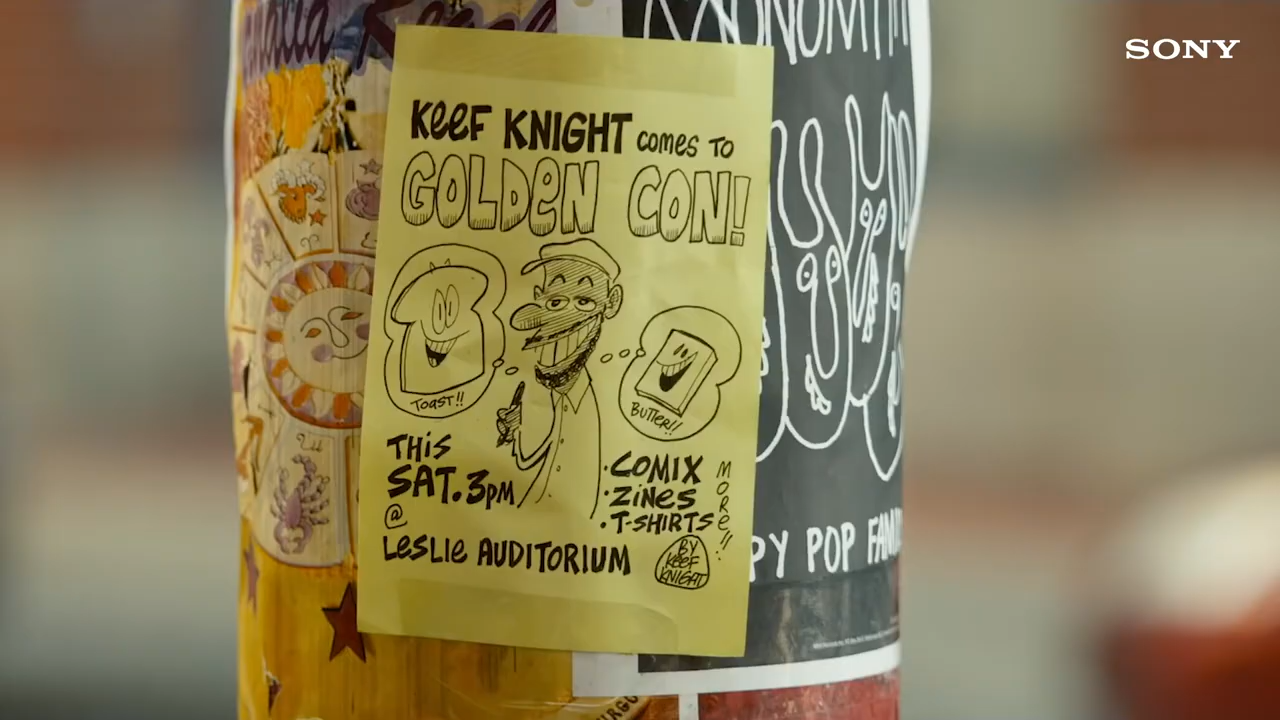 SONY
KeeF KNIGHT comes TO
GOLDeN CON!
TOAST!!
BUTTeR!!
THiS
SAT. 3PM
@
LesLie AUDITORIUM
•COMIX
•ZiNeS
•T-SHIRTS
MORe!!
BY
KeeF
KNIGHT
PY POP FAMI